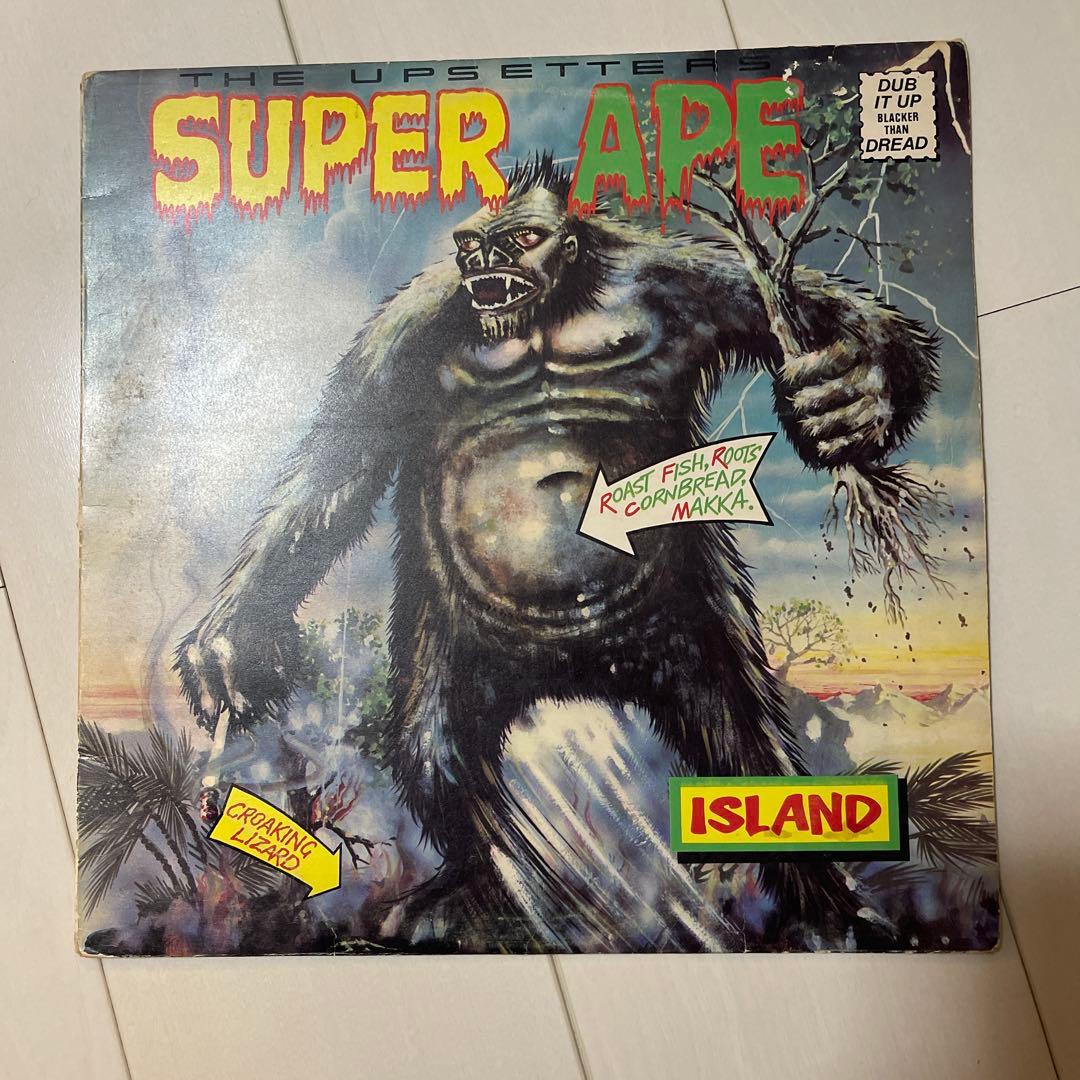 THE UPSETTERS
SUPER APE
DUB
IT UP
BLACKER
THAN
DREAD
ROAST FISH, ROOTS
CORNBREAD,
MAKKA.
ISLAND
CROAKING
LIZARD